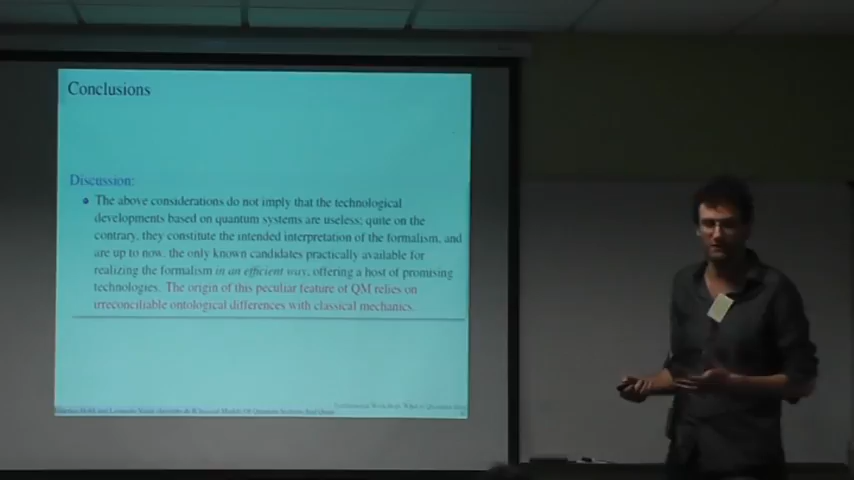 Conclusions
Discussion:
The above considerations do not imply that the technological
developments based on quantum systems are useless; quite on the
contrary, they constitute the intended interpretation of the formalism, and
are up to now, the only known candidates practically available for
realizing the formalism in an efficient way, offering a host of promising
technologies. The origin of this peculiar feature of QM relies on
irreconciliable ontological differences with classical mechanics.